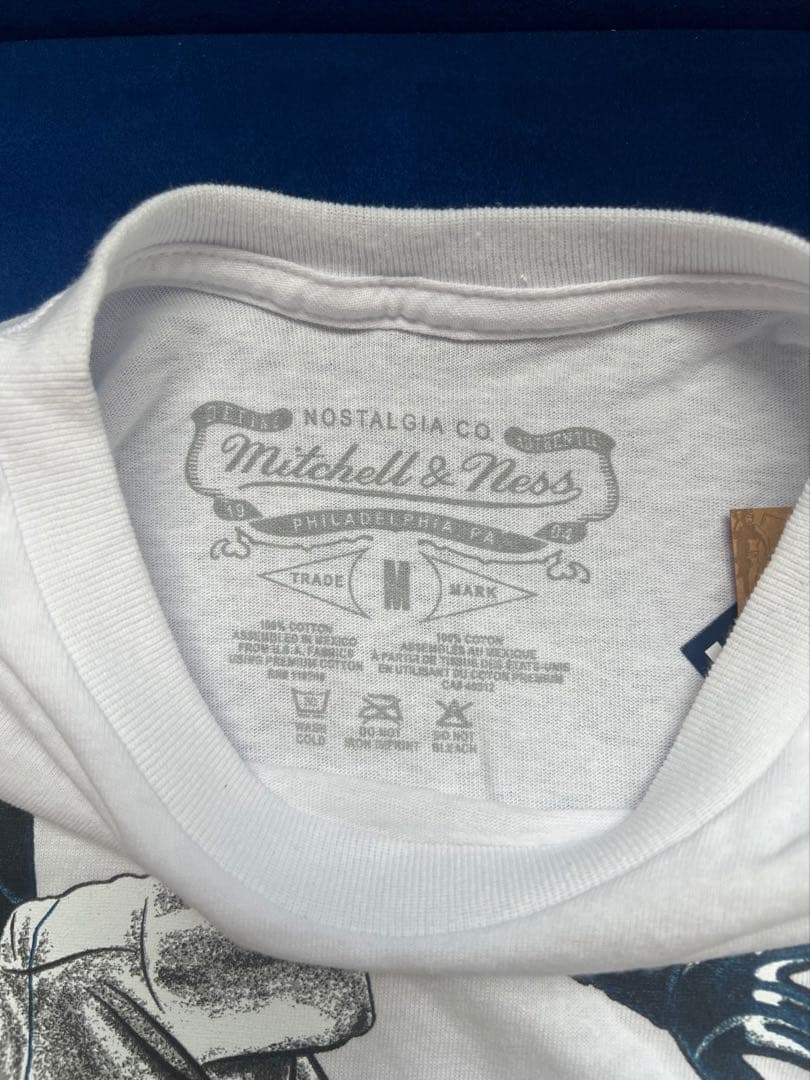 NOSTALGIA CO.
AUTHENTIC
Mitchell & Ness
19 04
PHILADELPHIA PA.
TRADE M MARK
100% COTTON
ASSEMBLED IN MEXICO
FROM U.S.A. FABRICS
USING PREMIUM COTTON
100% COTON
ASSEMBLÉS AU MEXIQUE
À PARTIR DE TISSUS DES ÉTATS-UNIS
EN UTILISANT DU COTON PREMIUM
WASH
COLD
DO NOT
IRON IMPRINT
DO NOT
BLEACH